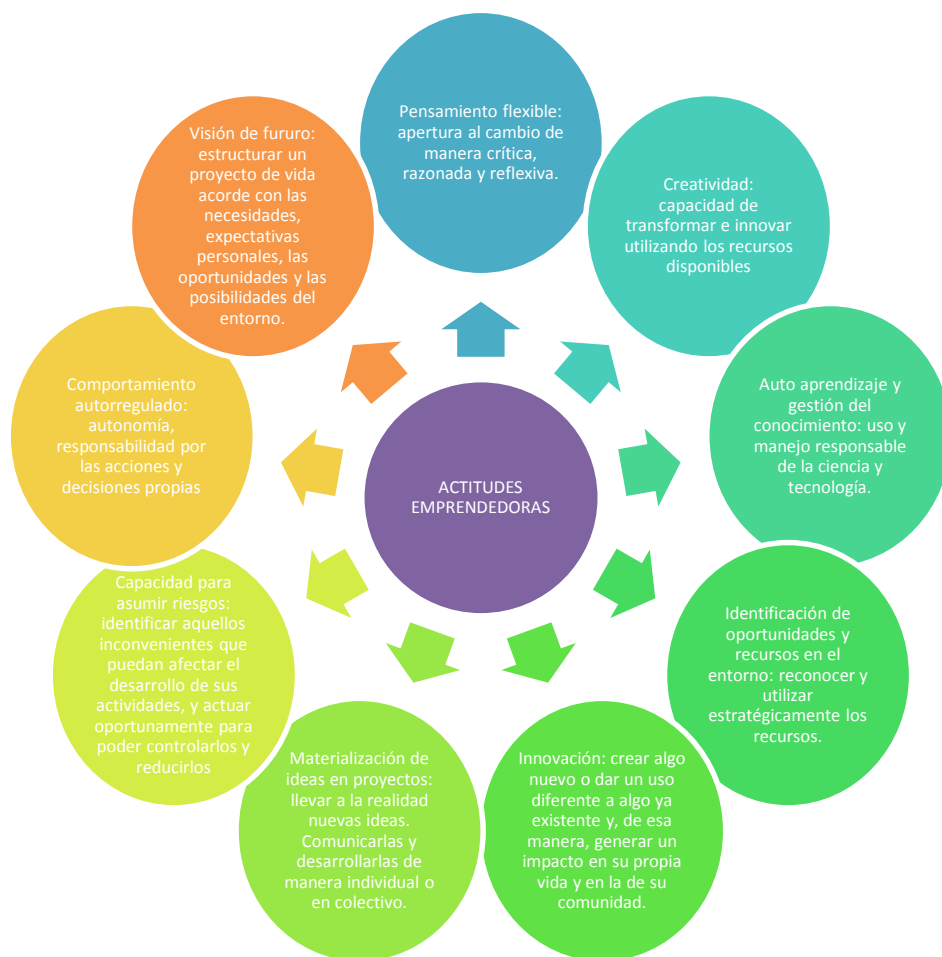 Pensamiento flexible:
apertura al cambio de
manera crítica,
razonada y reflexiva.
Creatividad:
capacidad de
transformar e innovar
utilizando los recursos
disponibles
Auto aprendizaje y
gestión del
conocimiento: uso y
manejo responsable
de la ciencia y
tecnología.
Identificación de
oportunidades y
recursos en el
entorno: reconocer y
utilizar
estratégicamente los
recursos.
Innovación: crear algo
nuevo o dar un uso
diferente a algo ya
existente y, de esa
manera, generar un
impacto en su propia
vida y en la de su
comunidad.
Materialización de
ideas en proyectos:
llevar a la realidad
nuevas ideas.
Comunicarlas y
desarrollarlas de
manera individual o
en colectivo.
Capacidad para
asumir riesgos:
identificar aquellos
inconvenientes que
puedan afectar el
desarrollo de sus
actividades, y actuar
oportunamente para
poder controlarlos y
reducirlos
Comportamiento
autorregulado:
autonomía,
responsabilidad por
las acciones y
decisiones propias
Visión de fururo:
estructurar un
proyecto de vida
acorde con las
necesidades,
expectativas
personales, las
oportunidades y las
posibilidades del
entorno.
ACTITUDES
EMPRENDEDORAS